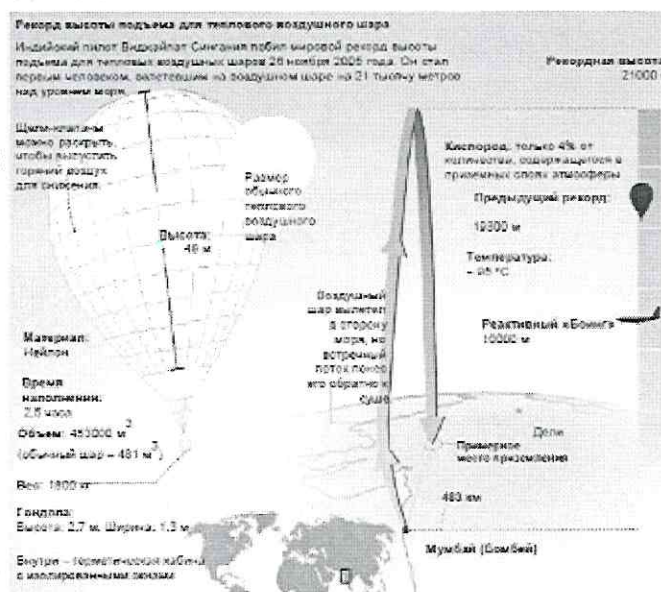 Рекорд высоты подъема для теплового воздушного шара
Индийский пилот Виджайпат Сингания побил мировой рекорд высоты
подъема для тепловых воздушных шаров 26 ноября 2005 года. Он стал
первым человеком, взлетевшим на воздушном шаре на 21 тысячу метров
над уровнем моря.
Рекордная высота
21000
Щели-клапаны
можно раскрыть,
чтобы выпустить
горячий воздух
для снижения.
Размер
обычного
теплового
воздушного
шара
Высота:
49 м
Кислород: только 4% от
количества, содержащегося в
приземных слоях атмосферы
Предыдущий рекорд:
19800 м
Температура:
– 95 °C
Воздушный
шар вылетел
в сторону
моря, но
встречный
поток понес
его обратно к
суше
Реактивный «Боинг»
10000 м
Материал:
Нейлон
Время
наполнения:
2,5 часа
Объем: 453000 м³
(обычный шар – 481 м³)
Вес: 1800 кг
Гондола:
Высота: 2,7 м, Ширина: 1,3 м
Внутри – герметическая кабина
с изолированными окнами
Дели
Примерное
место приземления
483 км
Мумбай (Бомбей)